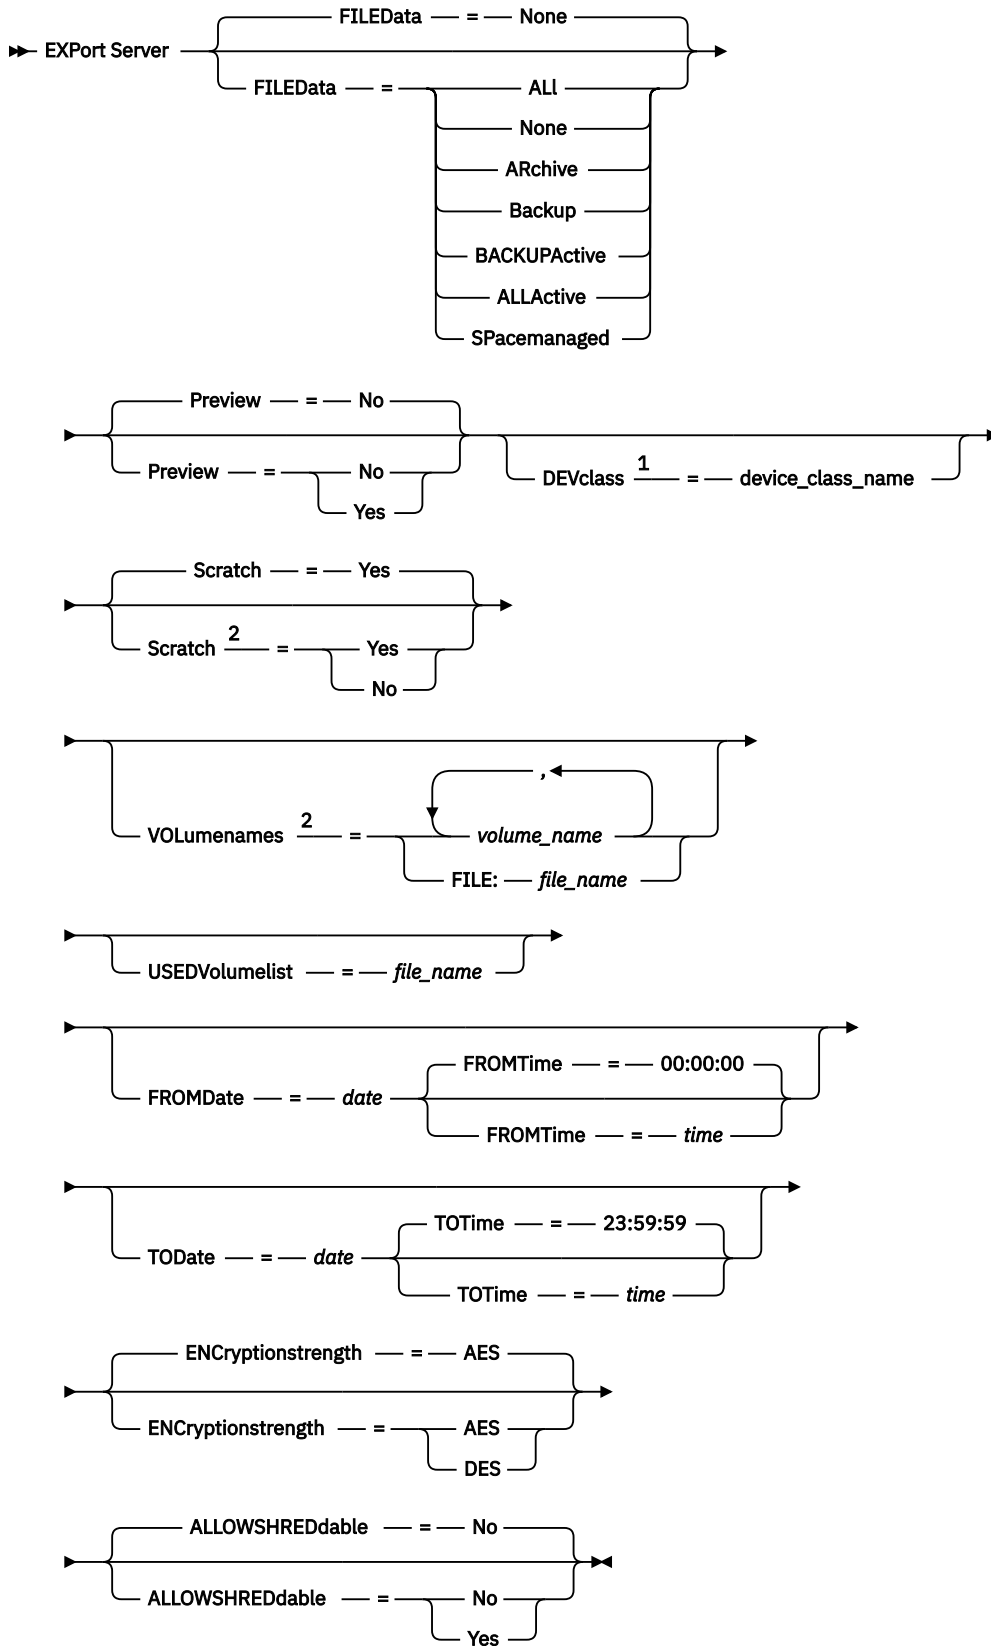 FILEData = None
EXPort Server
FILEData = ALl
None
ARchive
Backup
BACKUPActive
ALLActive
SPacemanaged
Preview = No
Preview = No
Yes
DEVclass 1 = device_class_name
Scratch = Yes
Scratch 2 = Yes
No
,
VOLumenames 2 = volume_name
FILE: file_name
USEDVolumelist = file_name
FROMTime = 00:00:00
FROMDate = date
FROMTime = time
TOTime = 23:59:59
TODate = date
TOTime = time
ENCryptionstrength = AES
ENCryptionstrength = AES
DES
ALLOWSHREDdable = No
ALLOWSHREDdable = No
Yes